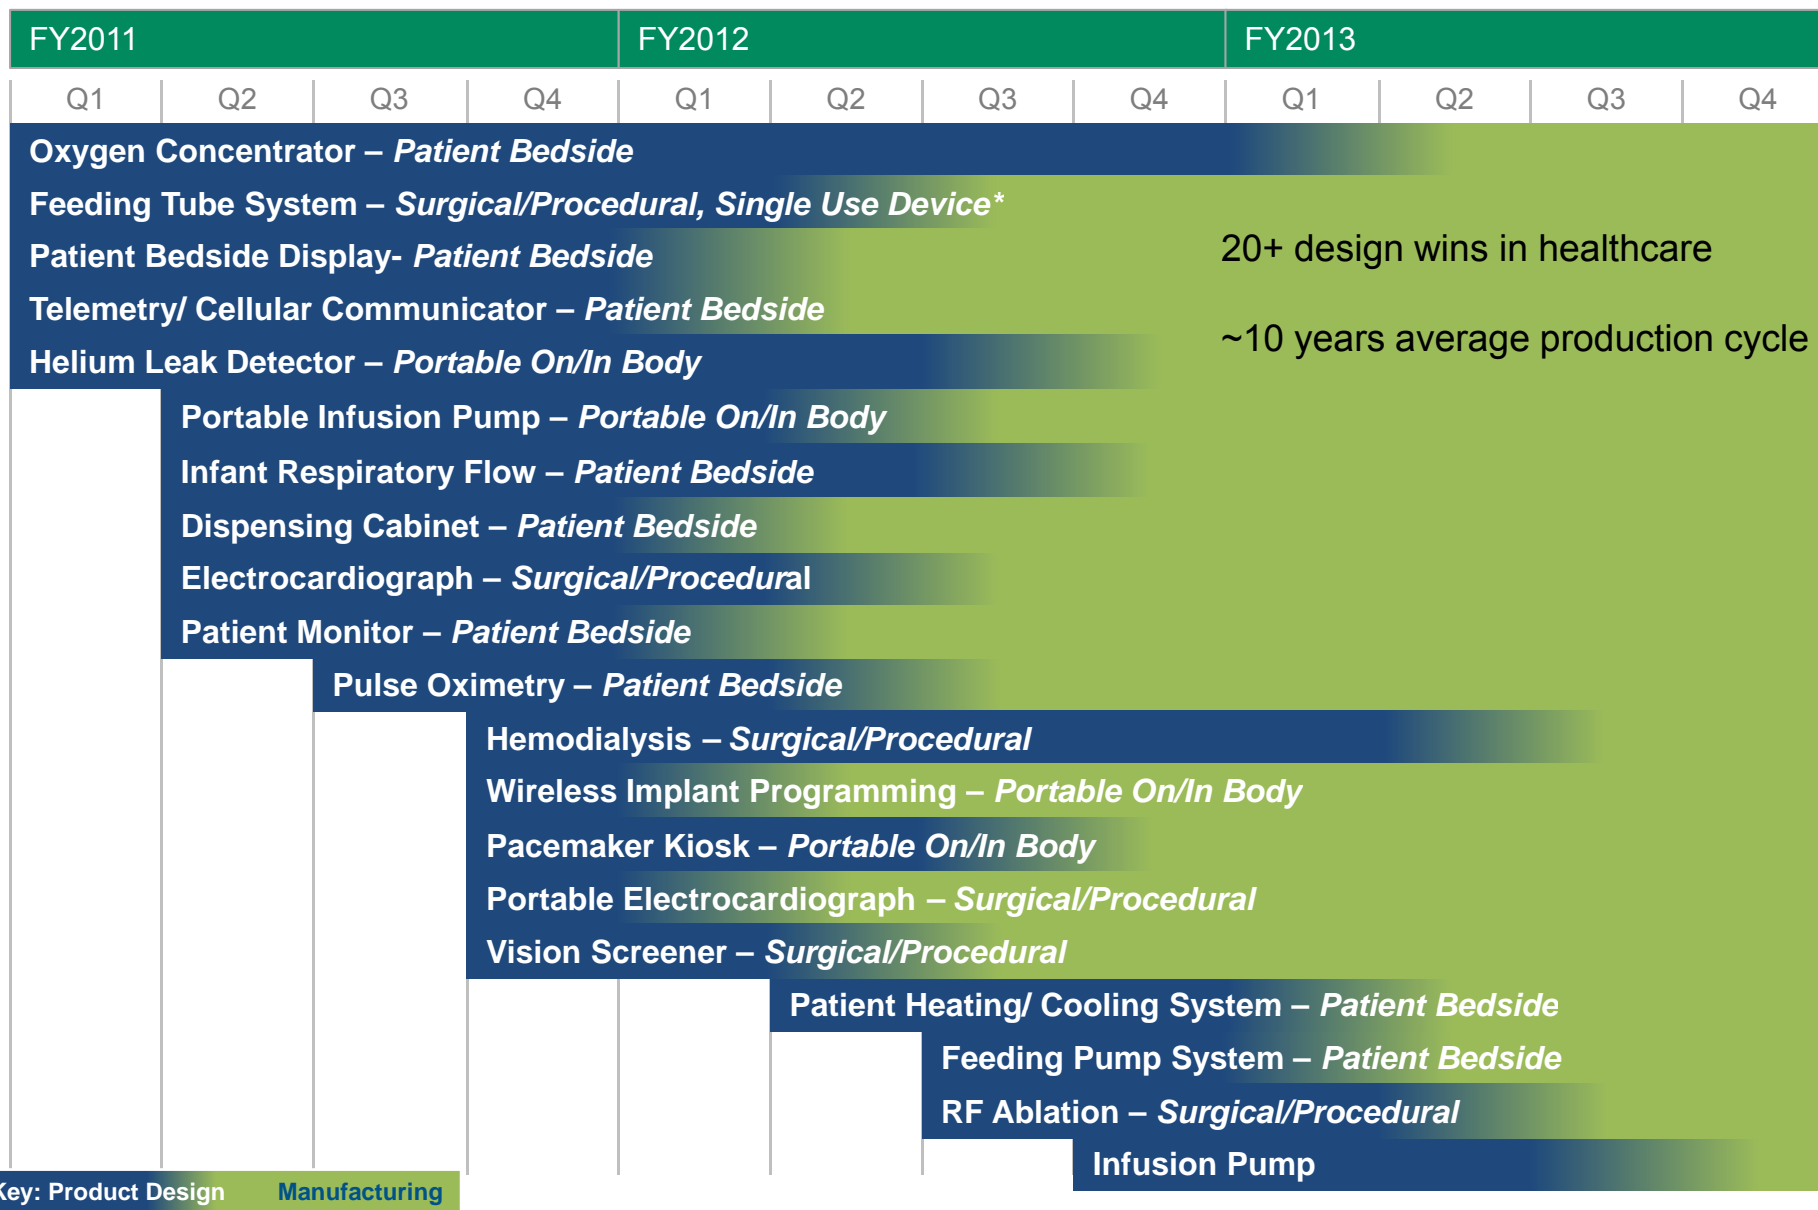 FY2011 FY2012 FY2013
Q1 Q2 Q3 Q4 Q1 Q2 Q3 Q4 Q1 Q2 Q3 Q4
Oxygen Concentrator – Patient Bedside
Feeding Tube System – Surgical/Procedural, Single Use Device*
20+ design wins in healthcare
Patient Bedside Display- Patient Bedside
Telemetry/ Cellular Communicator – Patient Bedside
~10 years average production cycle
Helium Leak Detector – Portable On/In Body
Portable Infusion Pump – Portable On/In Body
Infant Respiratory Flow – Patient Bedside
Dispensing Cabinet – Patient Bedside
Electrocardiograph – Surgical/Procedural
Patient Monitor – Patient Bedside
Pulse Oximetry – Patient Bedside
Hemodialysis – Surgical/Procedural
Wireless Implant Programming – Portable On/In Body
Pacemaker Kiosk – Portable On/In Body
Portable Electrocardiograph – Surgical/Procedural
Vision Screener – Surgical/Procedural
Patient Heating/ Cooling System – Patient Bedside
Feeding Pump System – Patient Bedside
RF Ablation – Surgical/Procedural
Infusion Pump
Key: Product Design Manufacturing